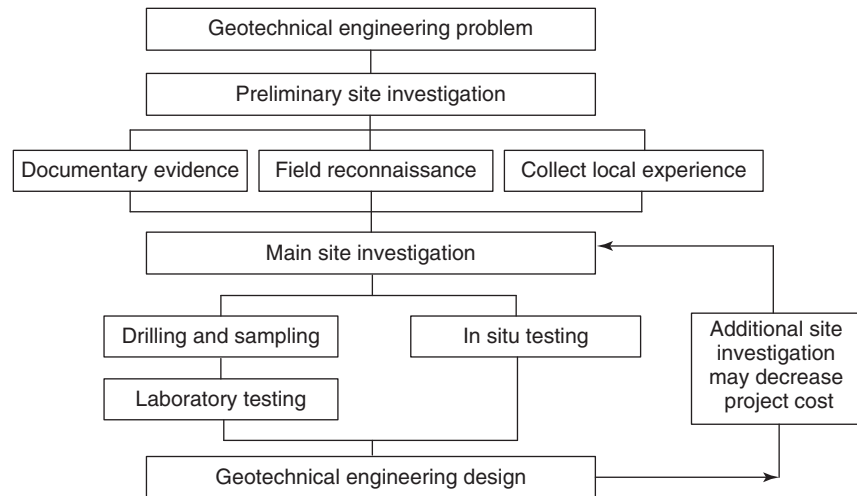 Geotechnical engineering problem
Preliminary site investigation
Documentary evidence
Field reconnaissance
Collect local experience
Main site investigation
Drilling and sampling
In situ testing
Additional site
investigation
may decrease
project cost
Laboratory testing
Geotechnical engineering design